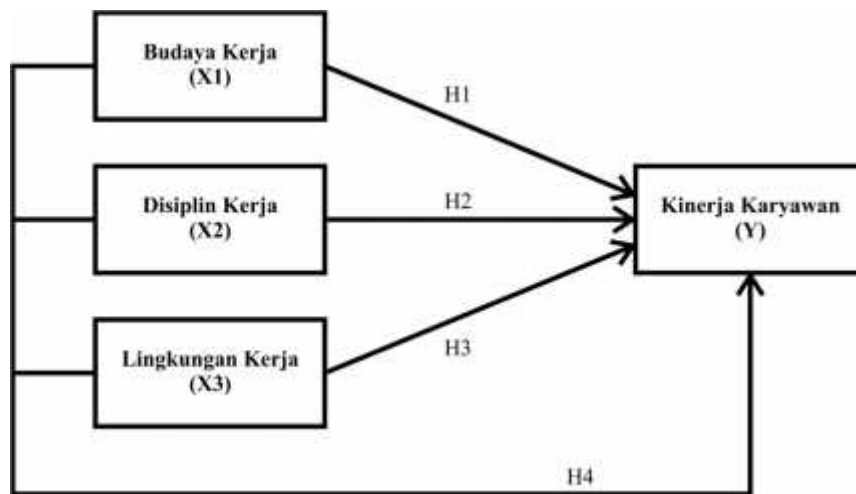 Budaya Kerja
(X1)
H1
Disiplin Kerja
(X2)
H2
Kinerja Karyawan
(Y)
Lingkungan Kerja
(X3)
H3
H4